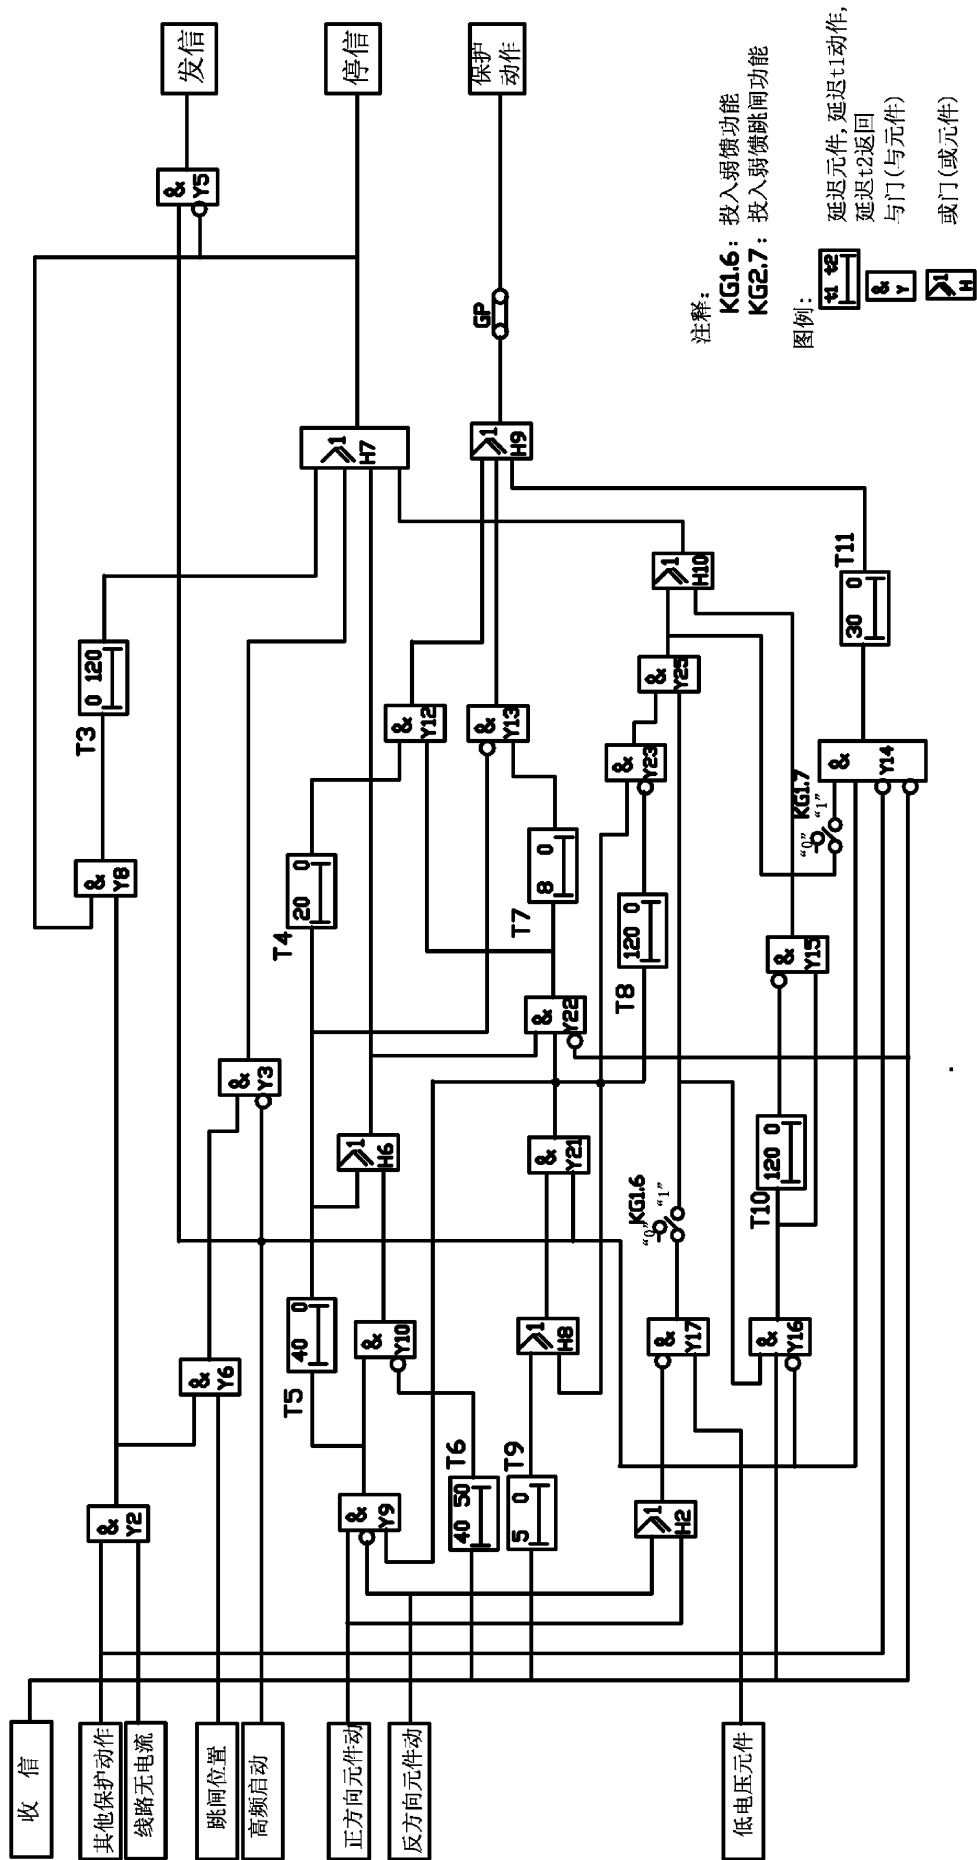 发信
停信
保护
动作
&
Y5
GP
≥1
H7
≥1
H9
T3
0 120
T11
30 0
≥1
H10
&
Y8
T4
20 0
&
Y12
&
Y13
T7
8 0
&
Y23
&
Y25
&
Y14
KG1.7
“0”
“1”
T8
120 0
&
Y15
&
Y3
&
Y22
≥1
H6
&
Y21
KG1.6
“0”
“1”
T10
120 0
&
Y6
T5
40 0
&
Y10
≥1
H8
&
Y17
&
Y16
&
Y2
&
Y9
T6
40 50
T9
5 0
≥1
H2
收 信
其他保护动作
线路无电流
跳闸位置
高频启动
正方向元件动
反方向元件动
低电压元件
注释:
KG1.6: 投入弱馈功能
KG2.7: 投入弱馈跳闸功能
图例:
t1 t2
延迟元件,延迟t1动作,
延迟t2返回
&
Y
与门(与元件)
≥1
H
或门(或元件)